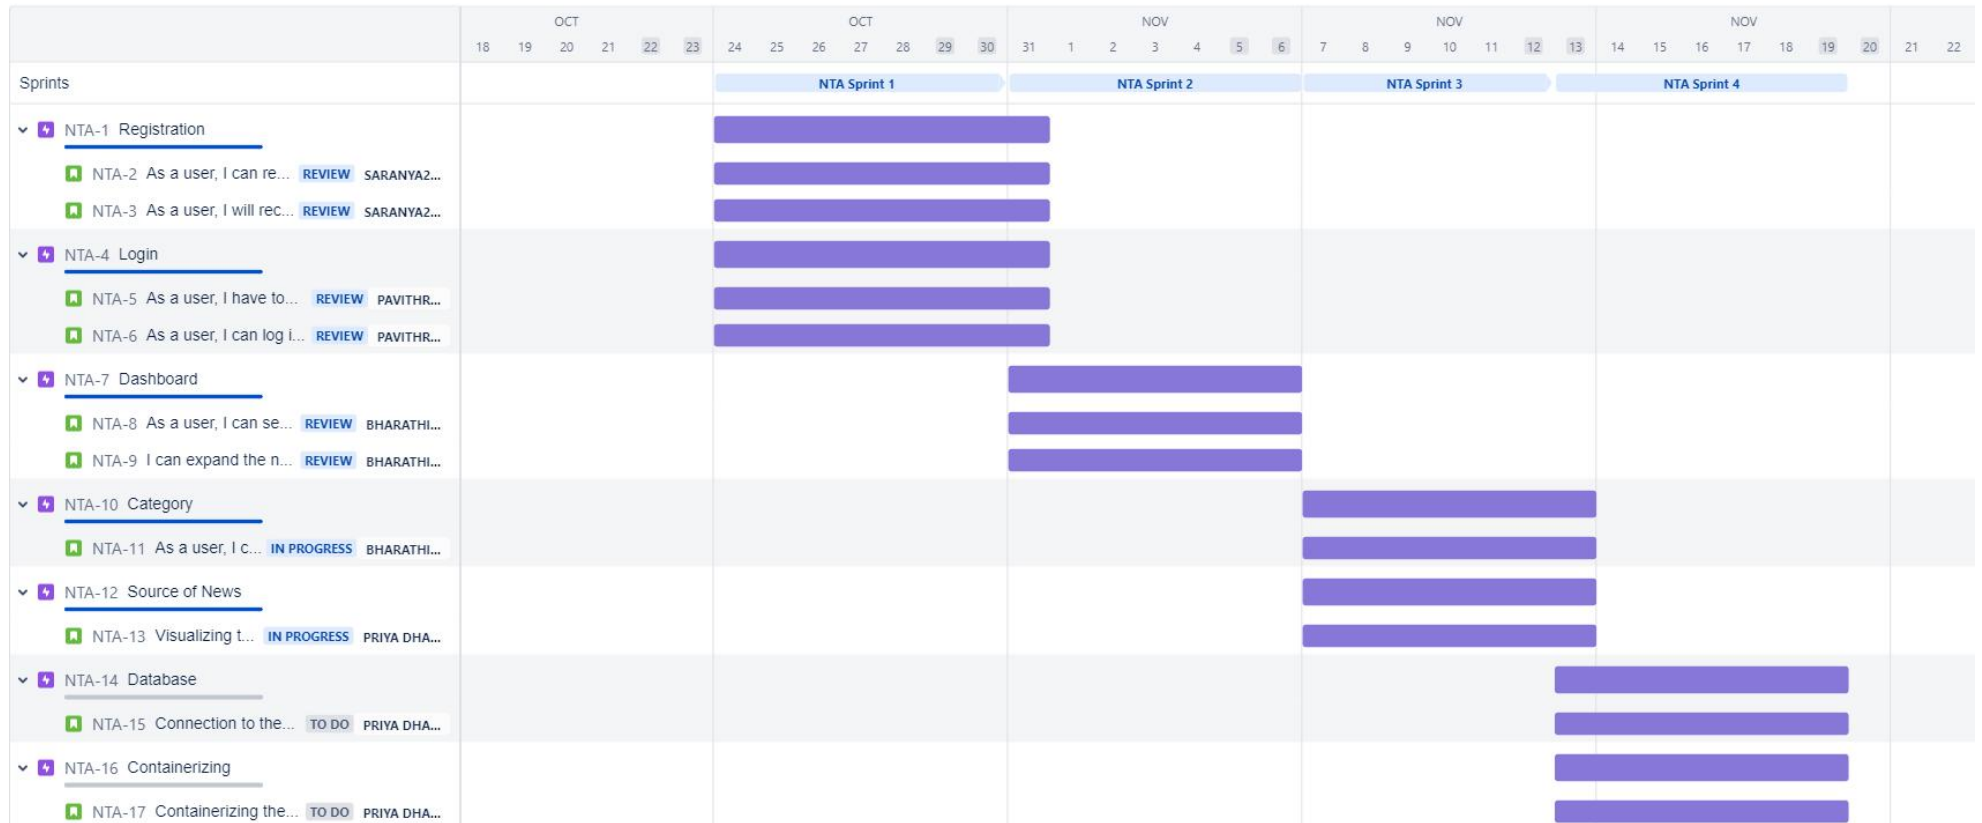 OCT OCT NOV NOV NOV
18 19 20 21 22 23 24 25 26 27 28 29 30 31 1 2 3 4 5 6 7 8 9 10 11 12 13 14 15 16 17 18 19 20 21 22
Sprints NTA Sprint 1 NTA Sprint 2 NTA Sprint 3 NTA Sprint 4
NTA-1 Registration
NTA-2 As a user, I can re... REVIEW SARANYA2...
NTA-3 As a user, I will rec... REVIEW SARANYA2...
NTA-4 Login
NTA-5 As a user, I have to... REVIEW PAVITHR...
NTA-6 As a user, I can log i... REVIEW PAVITHR...
NTA-7 Dashboard
NTA-8 As a user, I can se... REVIEW BHARATHI...
NTA-9 I can expand the n... REVIEW BHARATHI...
NTA-10 Category
NTA-11 As a user, I c... IN PROGRESS BHARATHI...
NTA-12 Source of News
NTA-13 Visualizing t... IN PROGRESS PRIYA DHA...
NTA-14 Database
NTA-15 Connection to the... TO DO PRIYA DHA...
NTA-16 Containerizing
NTA-17 Containerizing the... TO DO PRIYA DHA...